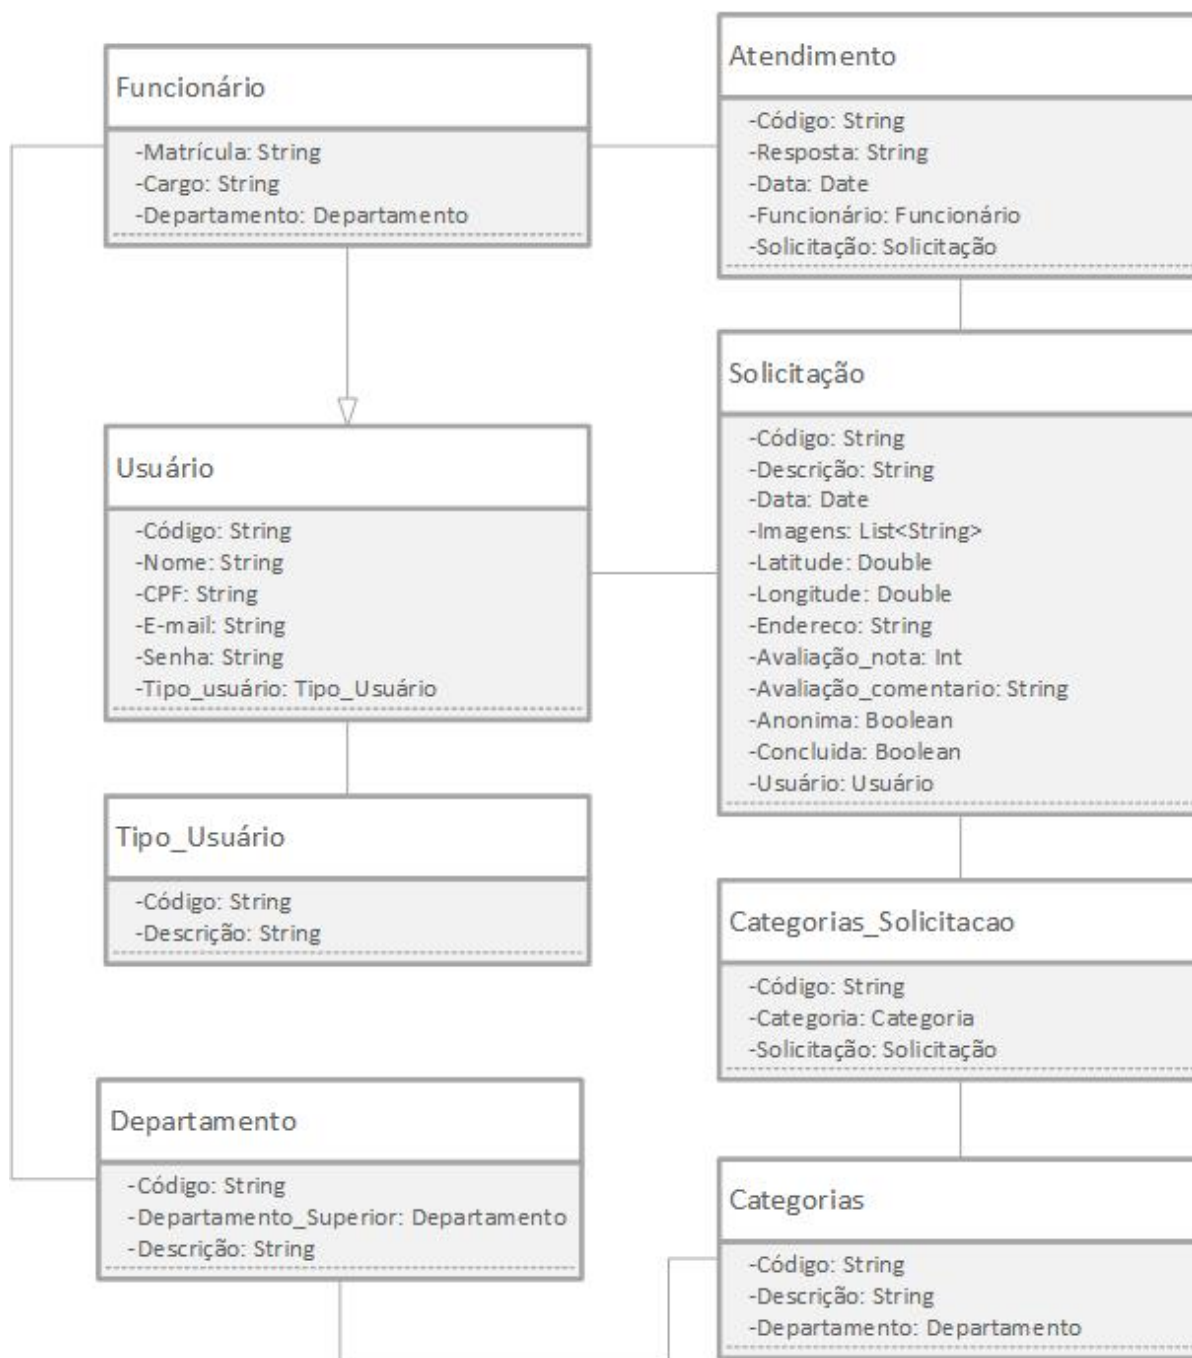 Funcionário
-Matrícula: String
-Cargo: String
-Departamento: Departamento
Atendimento
-Código: String
-Resposta: String
-Data: Date
-Funcionário: Funcionário
-Solicitação: Solicitação
Usuário
-Código: String
-Nome: String
-CPF: String
-E-mail: String
-Senha: String
-Tipo_usuário: Tipo_Usuário
Solicitação
-Código: String
-Descrição: String
-Data: Date
-Imagens: List<String>
-Latitude: Double
-Longitude: Double
-Endereco: String
-Avaliação_nota: Int
-Avaliação_comentario: String
-Anonima: Boolean
-Concluida: Boolean
-Usuário: Usuário
Tipo_Usuário
-Código: String
-Descrição: String
Categorias_Solicitacao
-Código: String
-Categoria: Categoria
-Solicitação: Solicitação
Departamento
-Código: String
-Departamento_Superior: Departamento
-Descrição: String
Categorias
-Código: String
-Descrição: String
-Departamento: Departamento